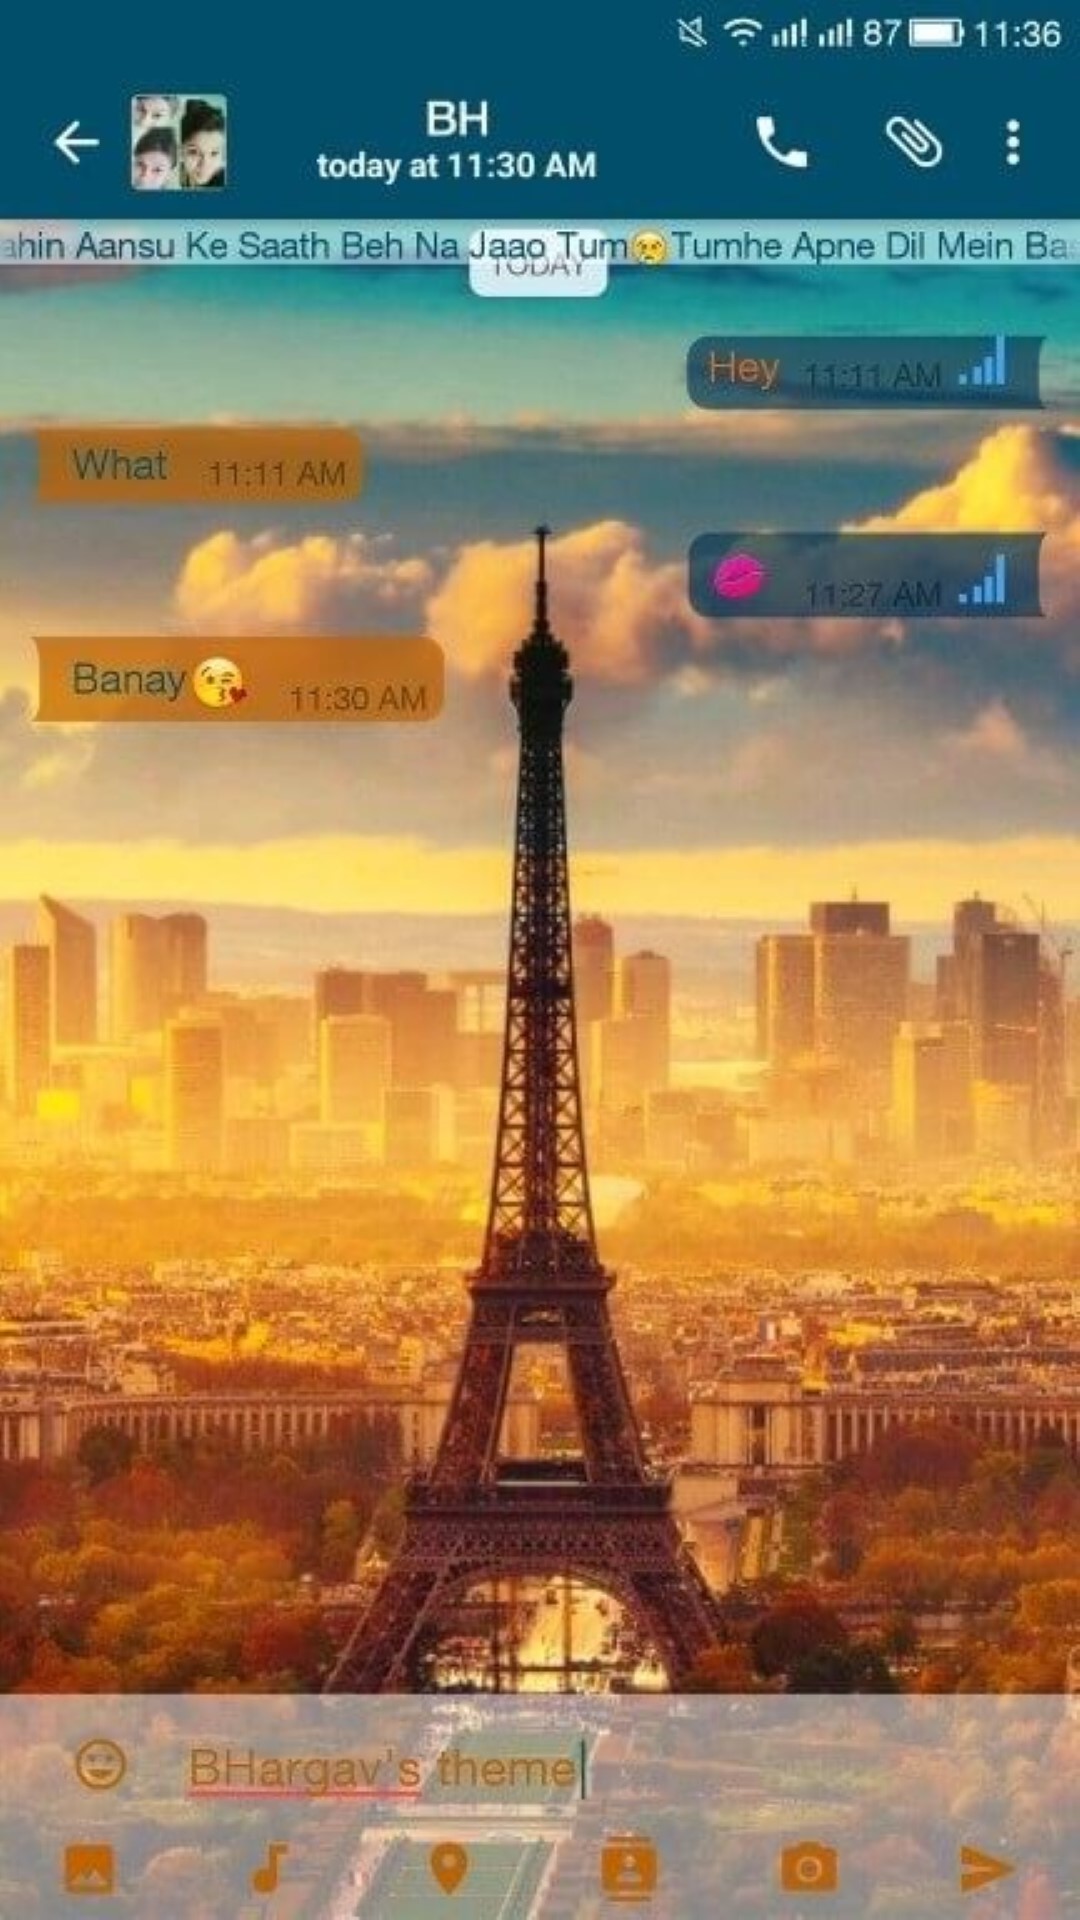 87 11:36
BH
today at 11:30 AM
ahin Aansu Ke Saath Beh Na Jaao Tum😢Tumhe Apne Dil Mein Ba
TODAY
Hey 11:11 AM
What 11:11 AM
💋 11:27 AM
Banay😘 11:30 AM
BHargav's theme